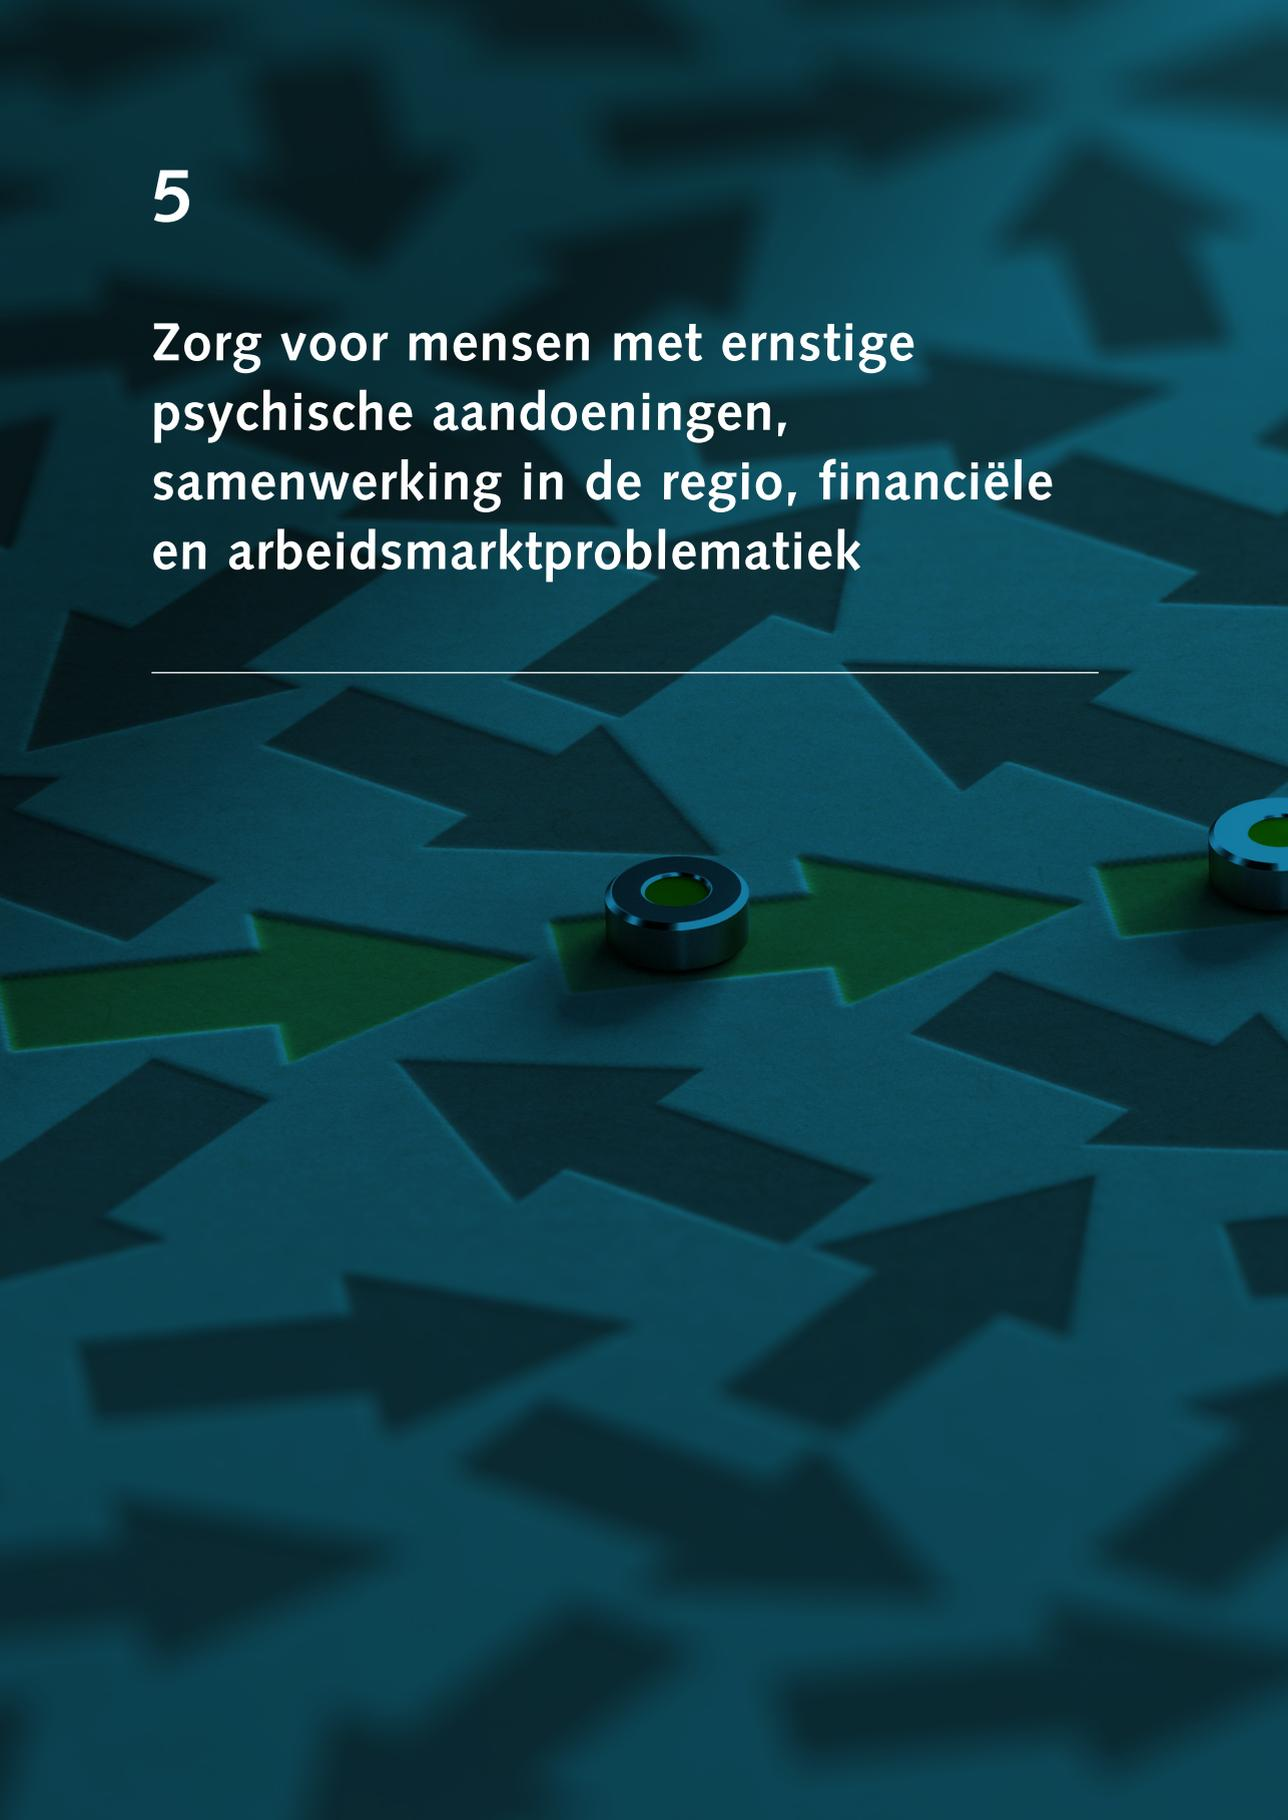 5
Zorg voor mensen met ernstige
psychische aandoeningen,
samenwerking in de regio, financiële
en arbeidsmarktproblematiek